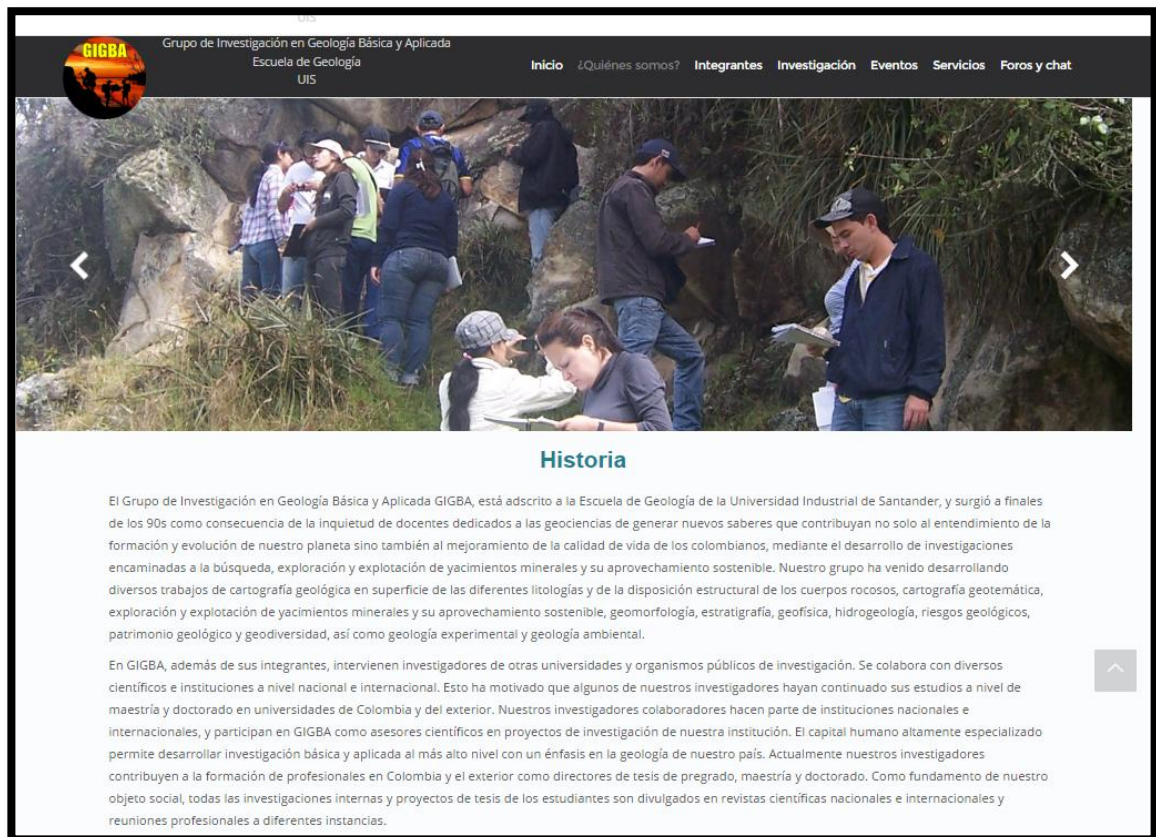 UIS
GIGBA
Grupo de Investigación en Geología Básica y Aplicada
Escuela de Geología
UIS
Inicio ¿Quiénes somos? Integrantes Investigación Eventos Servicios Foros y chat
Historia
El Grupo de Investigación en Geología Básica y Aplicada GIGBA, está adscrito a la Escuela de Geología de la Universidad Industrial de Santander, y surgió a finales
de los 90s como consecuencia de la inquietud de docentes dedicados a las geociencias de generar nuevos saberes que contribuyan no solo al entendimiento de la
formación y evolución de nuestro planeta sino también al mejoramiento de la calidad de vida de los colombianos, mediante el desarrollo de investigaciones
encaminadas a la búsqueda, exploración y explotación de yacimientos minerales y su aprovechamiento sostenible. Nuestro grupo ha venido desarrollando
diversos trabajos de cartografía geológica en superficie de las diferentes litologías y de la disposición estructural de los cuerpos rocosos, cartografía geotemática,
exploración y explotación de yacimientos minerales y su aprovechamiento sostenible, geomorfología, estratigrafía, geofísica, hidrogeología, riesgos geológicos,
patrimonio geológico y geodiversidad, así como geología experimental y geología ambiental.
En GIGBA, además de sus integrantes, intervienen investigadores de otras universidades y organismos públicos de investigación. Se colabora con diversos
científicos e instituciones a nivel nacional e internacional. Esto ha motivado que algunos de nuestros investigadores hayan continuado sus estudios a nivel de
maestría y doctorado en universidades de Colombia y del exterior. Nuestros investigadores colaboradores hacen parte de instituciones nacionales e
internacionales, y participan en GIGBA como asesores científicos en proyectos de investigación de nuestra institución. El capital humano altamente especializado
permite desarrollar investigación básica y aplicada al más alto nivel con un énfasis en la geología de nuestro país. Actualmente nuestros investigadores
contribuyen a la formación de profesionales en Colombia y el exterior como directores de tesis de pregrado, maestría y doctorado. Como fundamento de nuestro
objeto social, todas las investigaciones internas y proyectos de tesis de los estudiantes son divulgados en revistas científicas nacionales e internacionales y
reuniones profesionales a diferentes instancias.